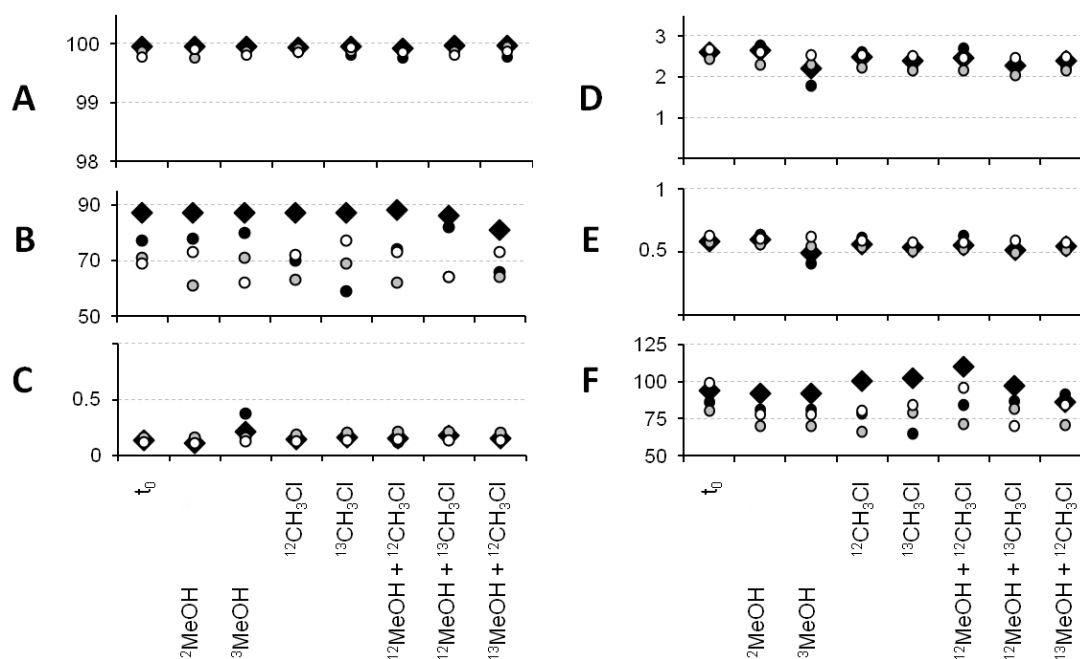 A
100
99
98
B
90
70
50
C
0.5
0
t₀
²MeOH
³MeOH
¹²CH₃Cl
¹³CH₃Cl
¹²MeOH + ¹²CH₃Cl
¹²MeOH + ¹³CH₃Cl
¹³MeOH + ¹²CH₃Cl
D
3
2
1
E
1
0.5
F
125
100
75
50
t₀
²MeOH
³MeOH
¹²CH₃Cl
¹³CH₃Cl
¹²MeOH + ¹²CH₃Cl
¹²MeOH + ¹³CH₃Cl
¹³MeOH + ¹²CH₃Cl